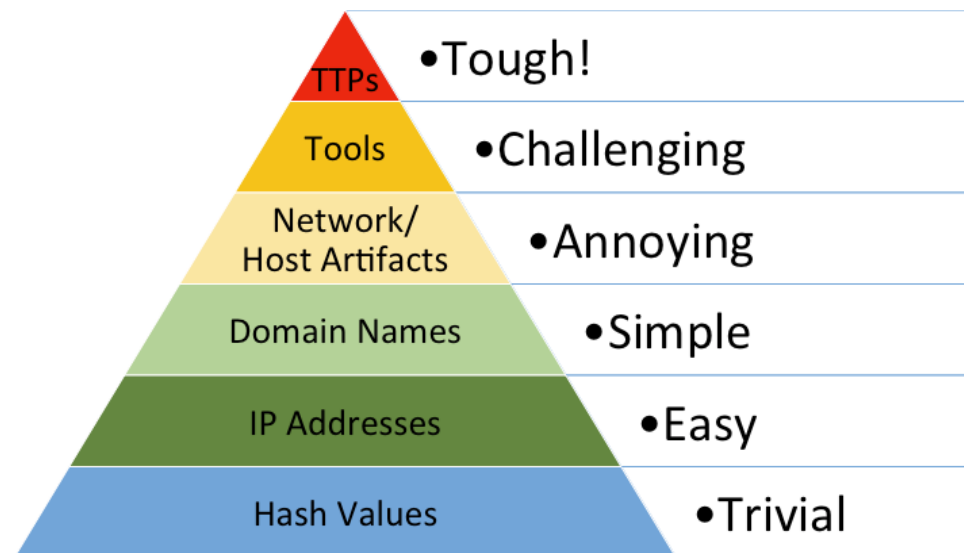 TTPs
•Tough!
Tools
•Challenging
Network/
Host Artifacts
•Annoying
Domain Names
•Simple
IP Addresses
•Easy
Hash Values
•Trivial